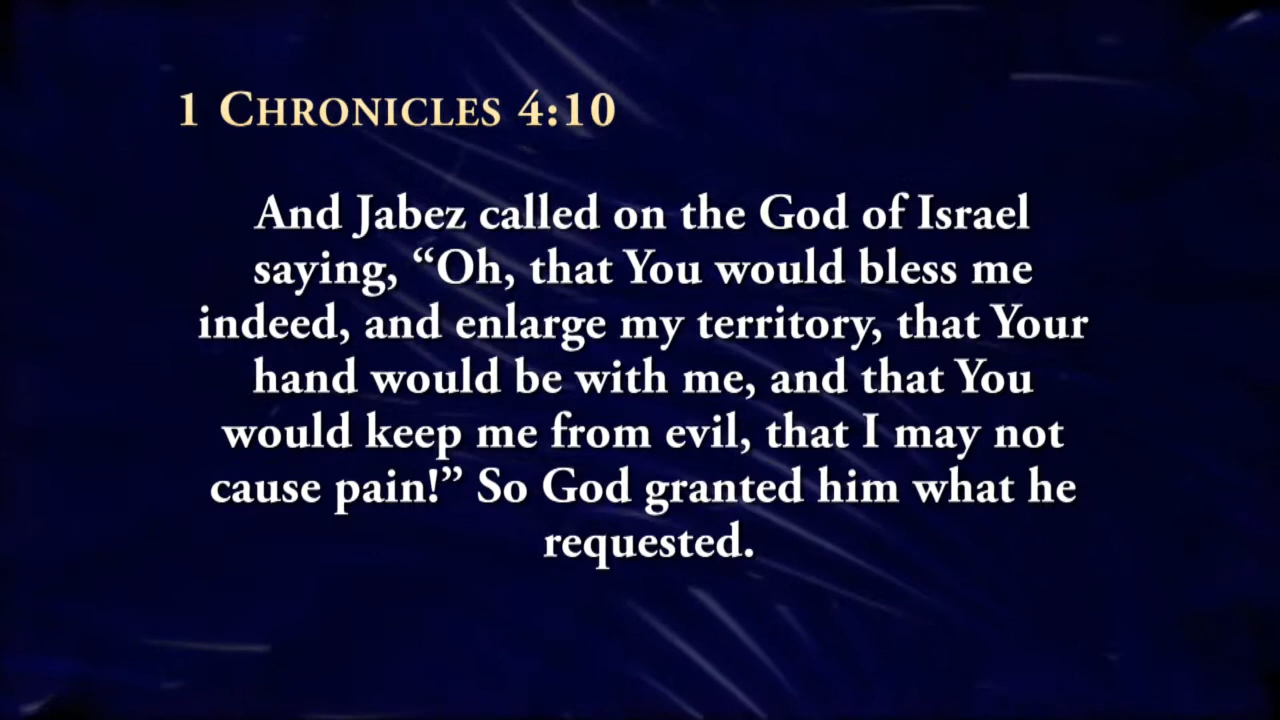 1 CHRONICLES 4:10
And Jabez called on the God of Israel
saying, “Oh, that You would bless me
indeed, and enlarge my territory, that Your
hand would be with me, and that You
would keep me from evil, that I may not
cause pain!” So God granted him what he
requested.